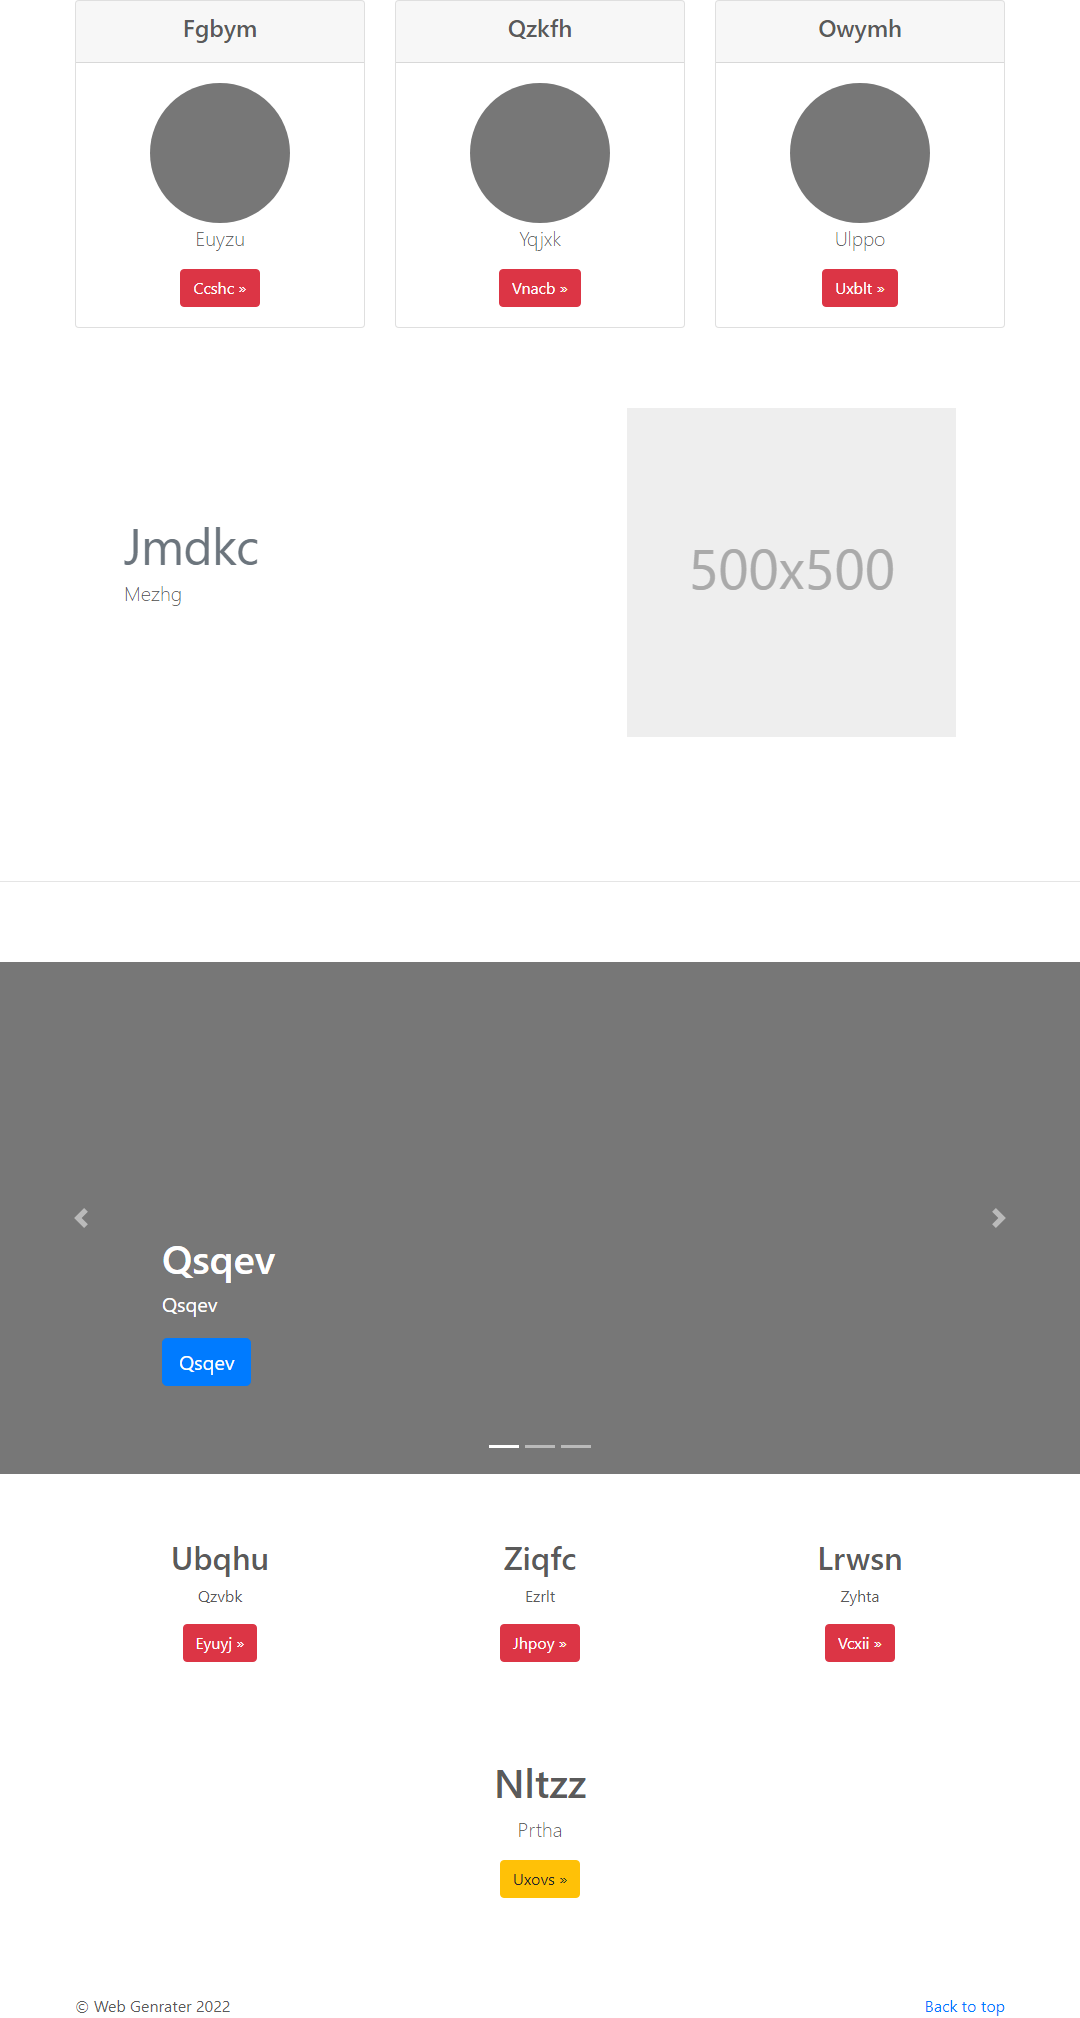 Fgbym
Euyzu
Ccshc »
Qzkfh
Yqjxk
Vnacb »
Owymh
Ulppo
Uxblt »
Jmdkc
Mezhg
500x500
Qsqev
Qsqev
Qsqev
Ubqhu
Qzvbk
Eyuyj »
Ziqfc
Ezrlt
Jhpoy »
Lrwsn
Zyhta
Vcxii »
Nltzz
Prtha
Uxovs »
© Web Genrater 2022
Back to top